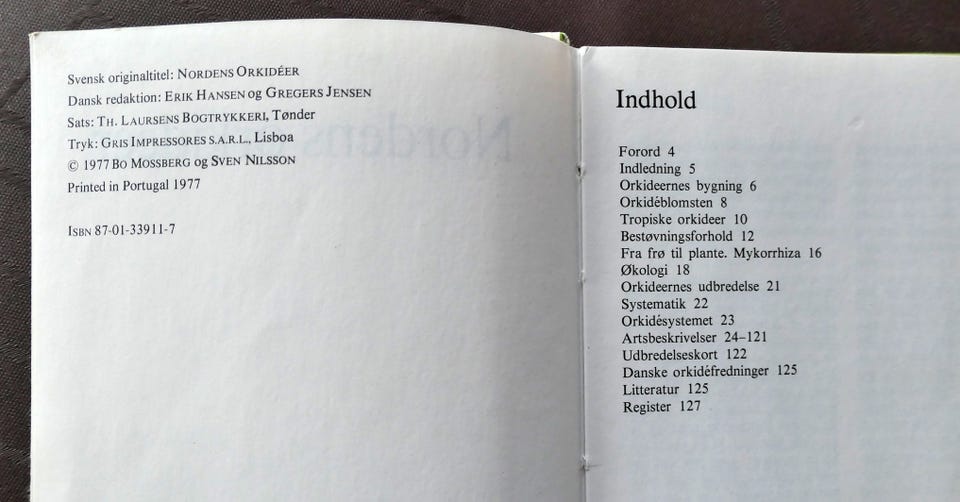 Svensk originaltitel: NORDENS ORKIDÉER
Dansk redaktion: ERIK HANSEN og GREGERS JENSEN
Sats: TH. LAURSENS BOGTRYKKERI, Tønder
Tryk: GRIS IMPRESSORES S.A.R.L., Lisboa
© 1977 BO MOSSBERG og SVEN NILSSON
Printed in Portugal 1977
ISBN 87-01-33911-7
Indhold
Forord 4
Indledning 5
Orkideernes bygning 6
Orkidéblomsten 8
Tropiske orkideer 10
Bestøvningsforhold 12
Fra frø til plante. Mykorrhiza 16
Økologi 18
Orkideernes udbredelse 21
Systematik 22
Orkidésystemet 23
Artsbeskrivelser 24–121
Udbredelseskort 122
Danske orkidéfredninger 125
Litteratur 125
Register 127